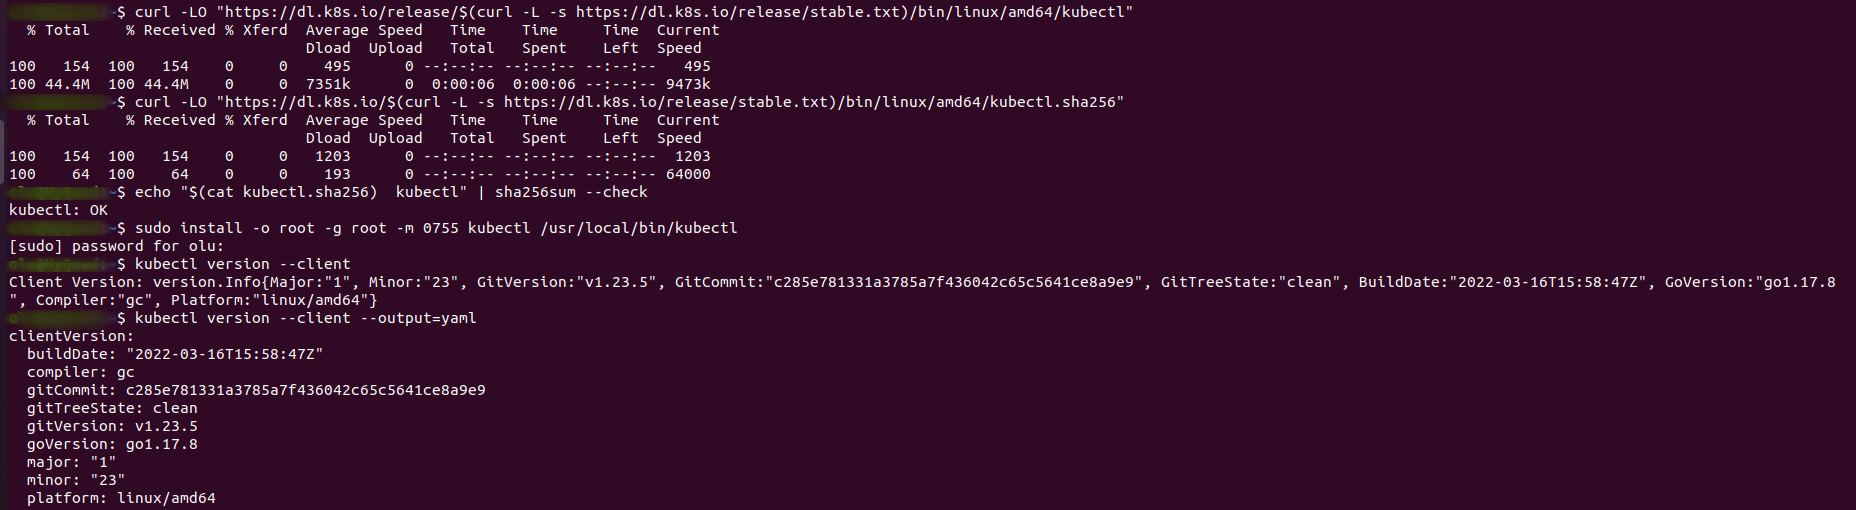 ~$ curl -LO "https://dl.k8s.io/release/$(curl -L -s https://dl.k8s.io/release/stable.txt)/bin/linux/amd64/kubectl"
  % Total    % Received % Xferd  Average Speed   Time    Time     Time  Current
                                 Dload  Upload   Total   Spent    Left  Speed
100   154  100   154    0     0    495      0 --:--:-- --:--:-- --:--:--   495
100 44.4M  100 44.4M    0     0  7351k      0  0:00:06  0:00:06 --:--:-- 9473k
~$ curl -LO "https://dl.k8s.io/$(curl -L -s https://dl.k8s.io/release/stable.txt)/bin/linux/amd64/kubectl.sha256"
  % Total    % Received % Xferd  Average Speed   Time    Time     Time  Current
                                 Dload  Upload   Total   Spent    Left  Speed
100   154  100   154    0     0   1203      0 --:--:-- --:--:-- --:--:--  1203
100    64  100    64    0     0    193      0 --:--:-- --:--:-- --:--:-- 64000
~$ echo "$(cat kubectl.sha256)  kubectl" | sha256sum --check
kubectl: OK
~$ sudo install -o root -g root -m 0755 kubectl /usr/local/bin/kubectl
[sudo] password for olu:
~$ kubectl version --client
Client Version: version.Info{Major:"1", Minor:"23", GitVersion:"v1.23.5", GitCommit:"c285e781331a3785a7f436042c65c5641ce8a9e9", GitTreeState:"clean", BuildDate:"2022-03-16T15:58:47Z", GoVersion:"go1.17.8
", Compiler:"gc", Platform:"linux/amd64"}
~$ kubectl version --client --output=yaml
clientVersion:
  buildDate: "2022-03-16T15:58:47Z"
  compiler: gc
  gitCommit: c285e781331a3785a7f436042c65c5641ce8a9e9
  gitTreeState: clean
  gitVersion: v1.23.5
  goVersion: go1.17.8
  major: "1"
  minor: "23"
  platform: linux/amd64